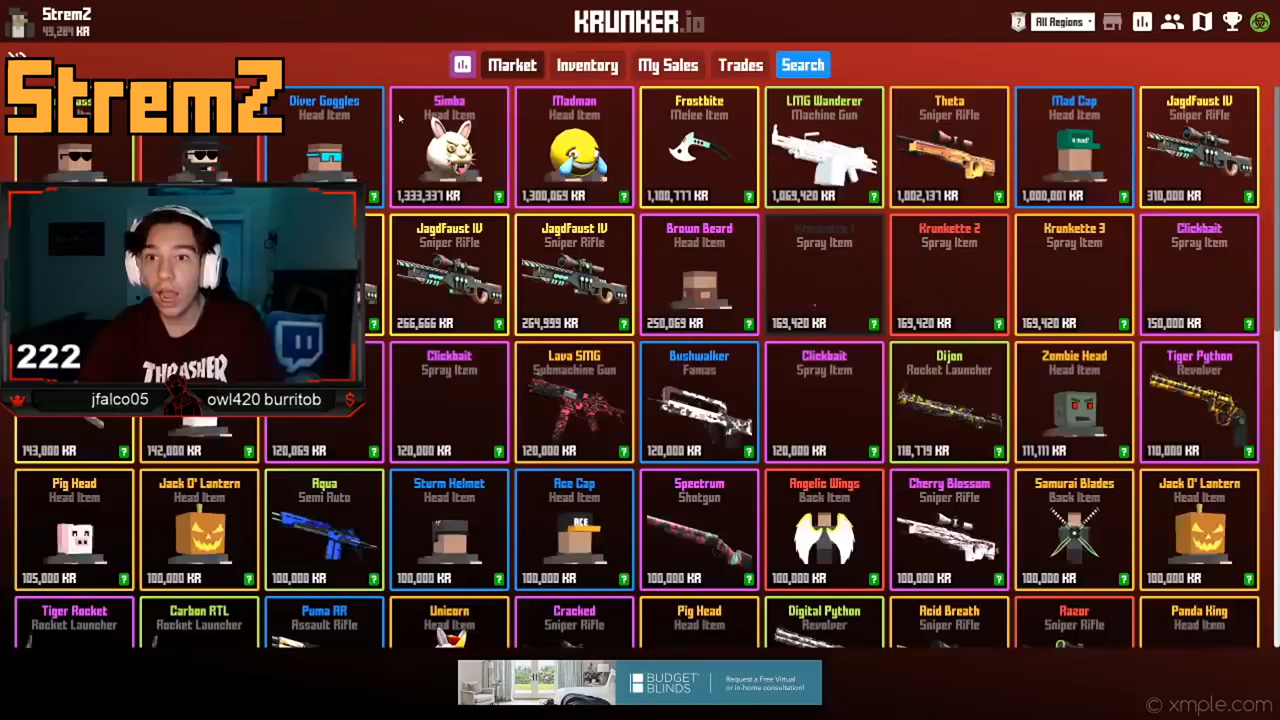 StremZ
49,284 KR
KRUNKER.io
All Regions
Market
Inventory
My Sales
Trades
Search
StremZ
Diver Goggles
Head Item
Simba
Head Item
1,333,337 KR
Madman
Head Item
1,300,069 KR
Frostbite
Melee Item
1,100,777 KR
LMG Wanderer
Machine Gun
1,069,420 KR
Theta
Sniper Rifle
1,002,137 KR
Mad Cap
Head Item
u mad?
1,000,001 KR
Jagdfaust IV
Sniper Rifle
310,000 KR
Jagdfaust IV
Sniper Rifle
266,666 KR
Jagdfaust IV
Sniper Rifle
264,999 KR
Brown Beard
Head Item
250,069 KR
Spray Item
169,420 KR
Krunkette 2
Spray Item
169,420 KR
Krunkette 3
Spray Item
169,420 KR
Clickbait
Spray Item
150,000 KR
222
THRASHER
jfalco05
owl420 burritob
$
143,000 KR
142,000 KR
120,069 KR
Clickbait
Spray Item
120,000 KR
Lava SMG
Submachine Gun
120,000 KR
Bushwalker
Famas
120,000 KR
Clickbait
Spray Item
120,000 KR
Dijon
Rocket Launcher
118,779 KR
Zombie Head
Head Item
111,111 KR
Tiger Python
Revolver
110,000 KR
Pig Head
Head Item
105,000 KR
Jack O' Lantern
Head Item
100,000 KR
Aqua
Semi Auto
100,000 KR
Sturm Helmet
Head Item
100,000 KR
Ace Cap
Head Item
ACE
100,000 KR
Spectrum
Shotgun
100,000 KR
Angelic Wings
Back Item
100,000 KR
Cherry Blossom
Sniper Rifle
100,000 KR
Samurai Blades
Back Item
100,000 KR
Jack O' Lantern
Head Item
100,000 KR
Tiger Rocket
Rocket Launcher
Carbon RTL
Rocket Launcher
Puma AR
Assault Rifle
Unicorn
Head Item
Cracked
Sniper Rifle
Pig Head
Head Item
Digital Python
Revolver
Acid Breath
Sniper Rifle
Razor
Sniper Rifle
Panda King
Head Item
BUDGET
BLINDS
Request a Free Virtual
or in-home consultation!
© xmple.com